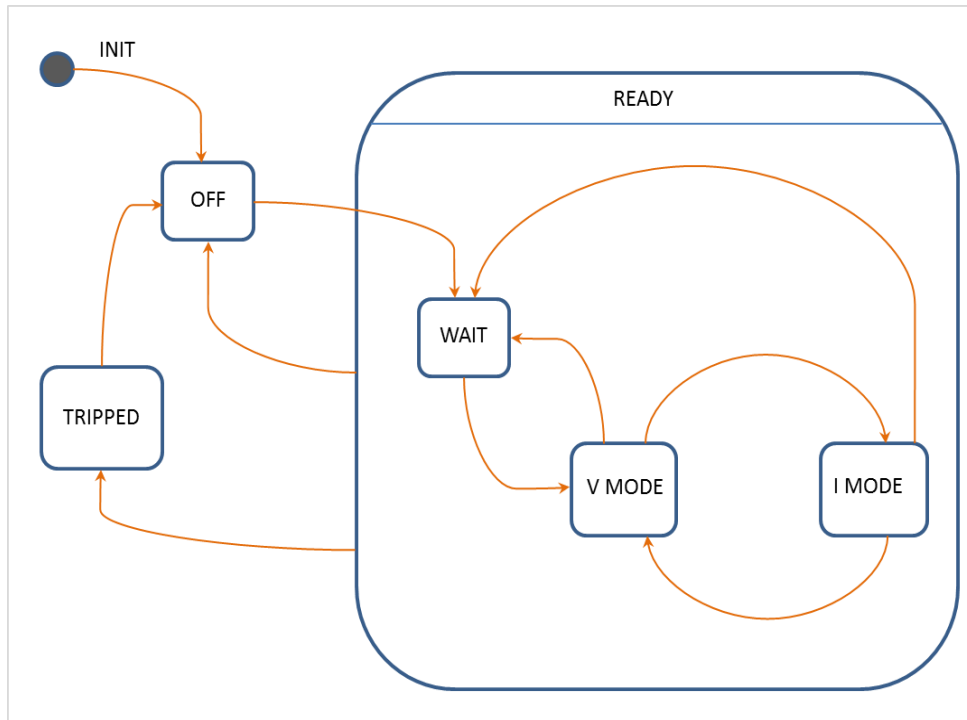 INIT
READY
OFF
WAIT
TRIPPED
V MODE
I MODE